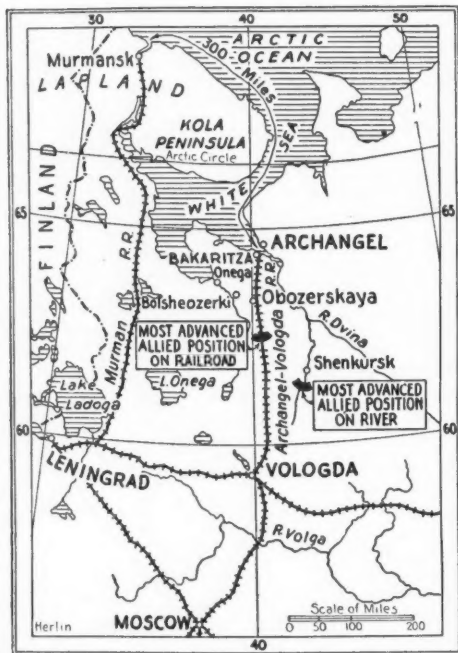 30
40
50
ARCTIC
OCEAN
300 Miles
Murmansk
LAPLAND
KOLA
PENINSULA
Arctic Circle
WHITE SEA
65
65
FINLAND
ARCHANGEL
BAKARITZA
Onega
R.R.
R.R.
Bolsheozerki
Obozerskaya
R. Dvina
MOST ADVANCED
ALLIED POSITION
ON RAILROAD
Murman
Archangel-Vologda
Shenkursk
MOST ADVANCED
ALLIED POSITION
ON RIVER
Lake
Ladoga
L. Onega
60
60
LENINGRAD
VOLOGDA
R. Volga
MOSCOW
Herlin
40
Scale of Miles
0 50 100 200